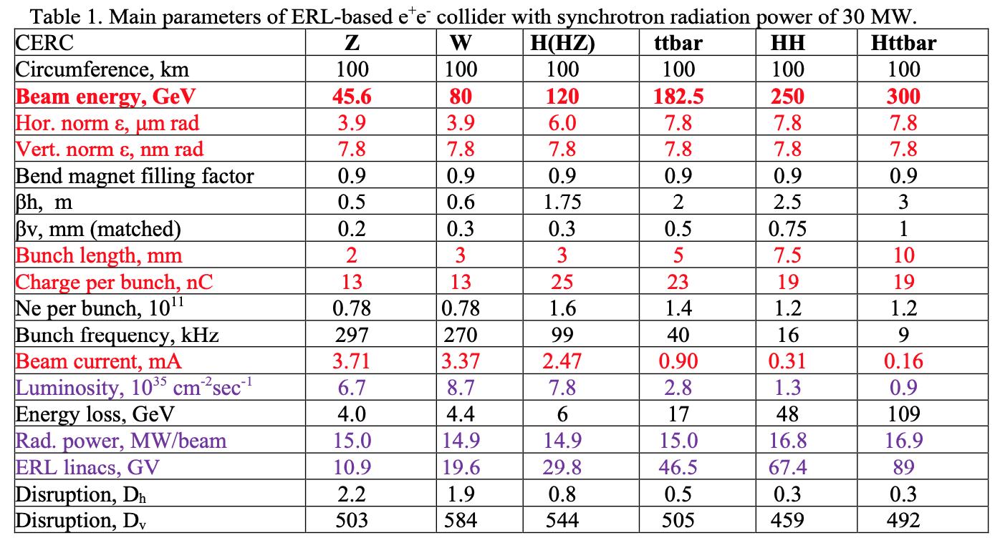 Table 1. Main parameters of ERL-based e⁺e⁻ collider with synchrotron radiation power of 30 MW.
CERC Z W H(HZ) ttbar HH Httbar
Circumference, km 100 100 100 100 100 100
Beam energy, GeV 45.6 80 120 182.5 250 300
Hor. norm ε, μm rad 3.9 3.9 6.0 7.8 7.8 7.8
Vert. norm ε, nm rad 7.8 7.8 7.8 7.8 7.8 7.8
Bend magnet filling factor 0.9 0.9 0.9 0.9 0.9 0.9
βh, m 0.5 0.6 1.75 2 2.5 3
βv, mm (matched) 0.2 0.3 0.3 0.5 0.75 1
Bunch length, mm 2 3 3 5 7.5 10
Charge per bunch, nC 13 13 25 23 19 19
Ne per bunch, 10¹¹ 0.78 0.78 1.6 1.4 1.2 1.2
Bunch frequency, kHz 297 270 99 40 16 9
Beam current, mA 3.71 3.37 2.47 0.90 0.31 0.16
Luminosity, 10³⁵ cm⁻²sec⁻¹ 6.7 8.7 7.8 2.8 1.3 0.9
Energy loss, GeV 4.0 4.4 6 17 48 109
Rad. power, MW/beam 15.0 14.9 14.9 15.0 16.8 16.9
ERL linacs, GV 10.9 19.6 29.8 46.5 67.4 89
Disruption, Dₕ 2.2 1.9 0.8 0.5 0.3 0.3
Disruption, Dᵥ 503 584 544 505 459 492